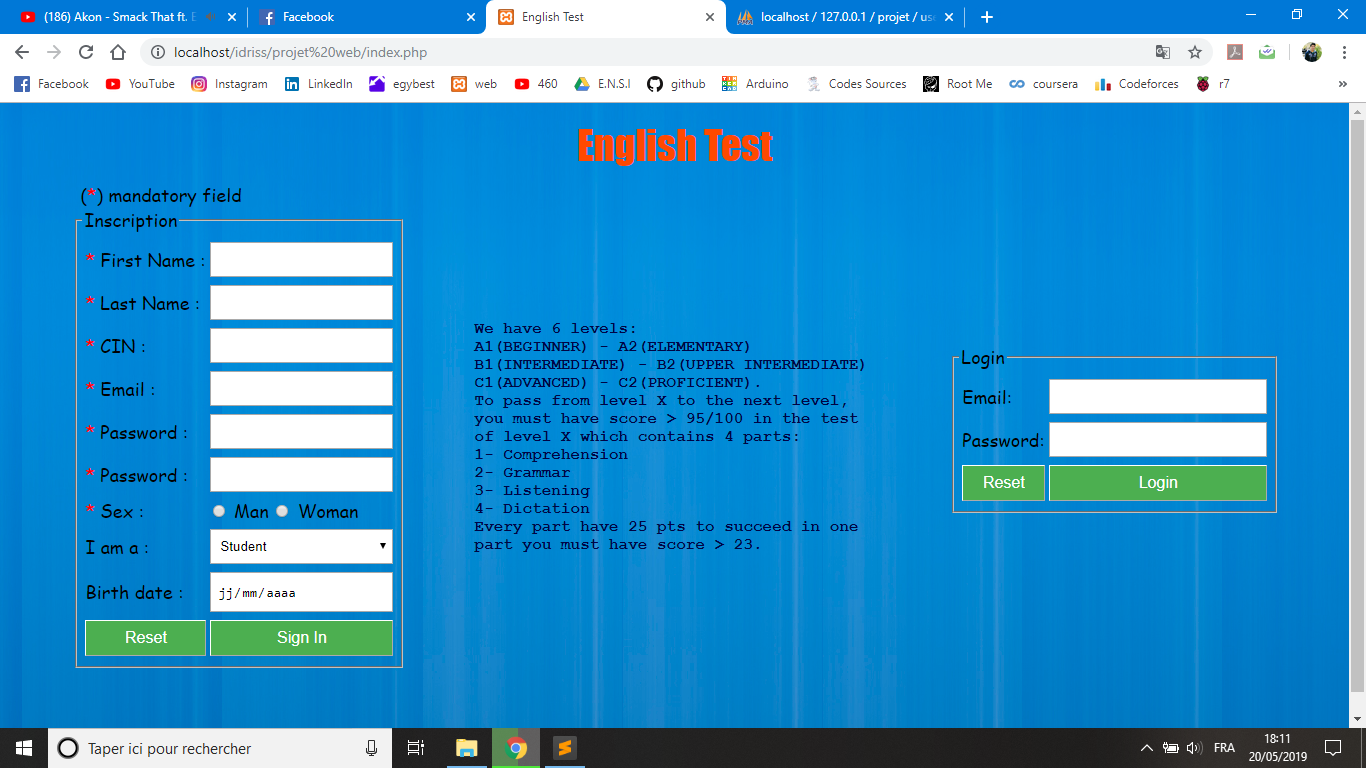 (186) Akon - Smack That ft. E
Facebook
English Test
localhost / 127.0.0.1 / projet / use
localhost/idriss/projet%20web/index.php
Facebook YouTube Instagram LinkedIn egybest web 460 E.N.S.I github Arduino Codes Sources Root Me coursera Codeforces r7 »
English Test
(*) mandatory field
Inscription
* First Name :
* Last Name :
* CIN :
* Email :
* Password :
* Password :
* Sex : Man Woman
I am a : Student
Birth date : jj/mm/aaaa
Reset Sign In
We have 6 levels:
A1(BEGINNER) - A2(ELEMENTARY)
B1(INTERMEDIATE) - B2(UPPER INTERMEDIATE)
C1(ADVANCED) - C2(PROFICIENT).
To pass from level X to the next level,
you must have score > 95/100 in the test
of level X which contains 4 parts:
1- Comprehension
2- Grammar
3- Listening
4- Dictation
Every part have 25 pts to succeed in one
part you must have score > 23.
Login
Email:
Password:
Reset Login
Taper ici pour rechercher
FRA
18:11
20/05/2019